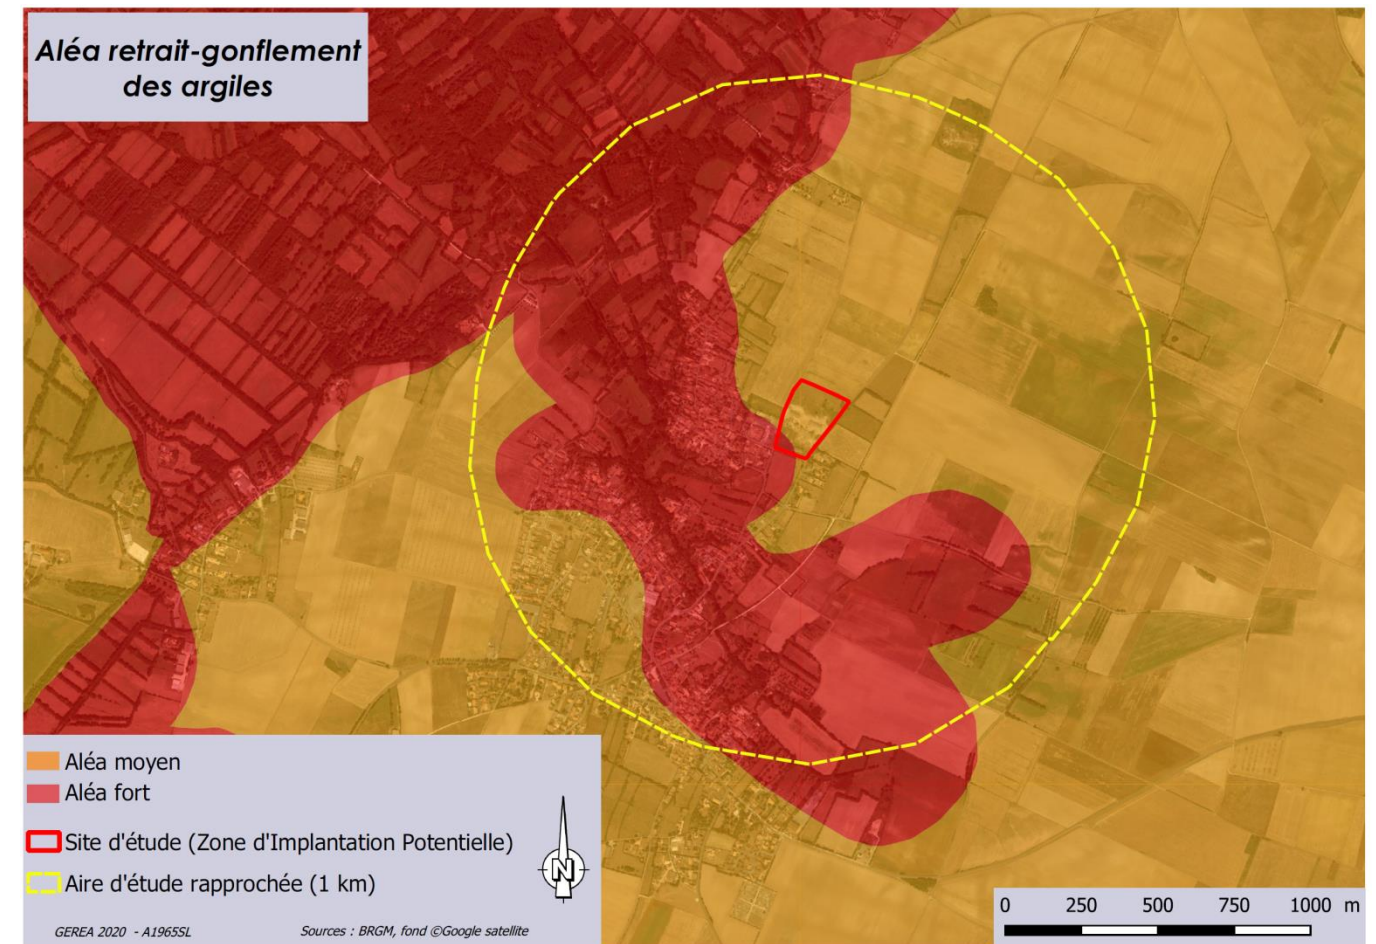 Aléa retrait-gonflement
des argiles
Aléa moyen
Aléa fort
Site d'étude (Zone d'Implantation Potentielle)
Aire d'étude rapprochée (1 km)
N
GEREA 2020 - A1965SL
Sources : BRGM, fond ©Google satellite
0 250 500 750 1000 m